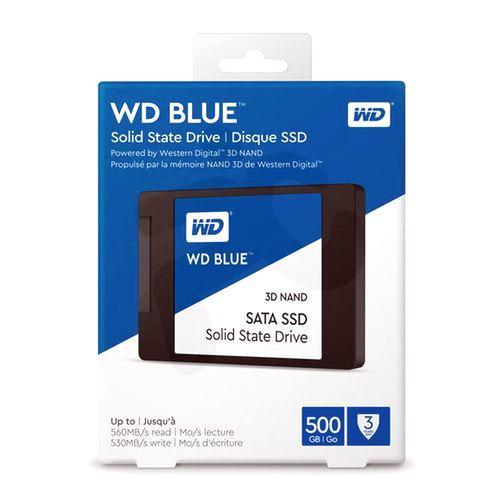 WD BLUE™
WD
Solid State Drive | Disque SSD
Powered by Western Digital™ 3D NAND
Propulsé par la mémoire NAND 3D de Western Digital™
WD
WD BLUE™
3D NAND
SATA SSD
Solid State Drive
Up to | Jusqu'à
560MB/s read | Mo/s lecture
530MB/s write | Mo/s d'écriture
500
GB | Go
3